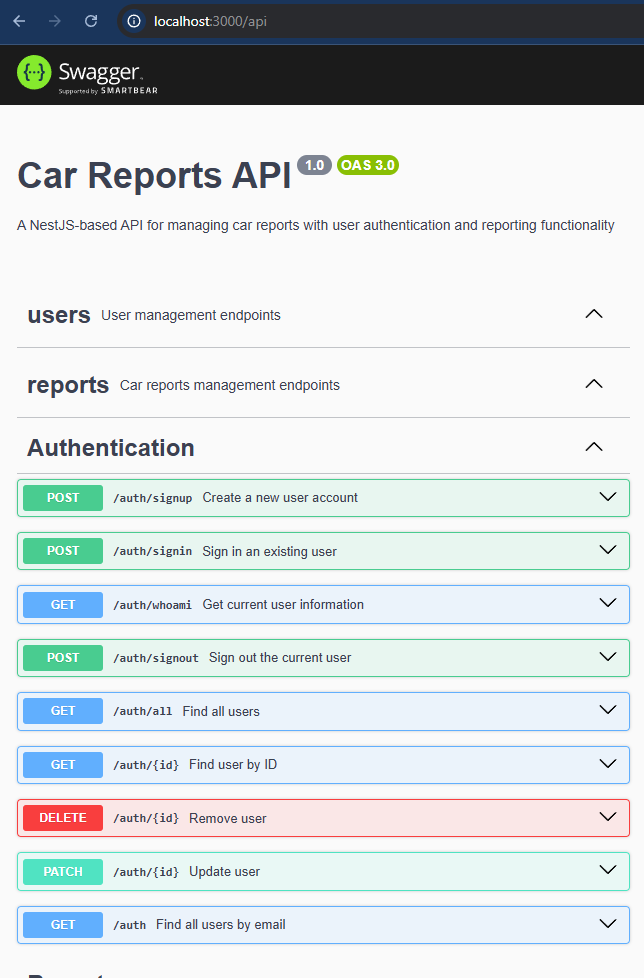 localhost:3000/api
Swagger
Supported by SMARTBEAR
Car Reports API 1.0 OAS 3.0
A NestJS-based API for managing car reports with user authentication and reporting functionality
users User management endpoints
reports Car reports management endpoints
Authentication
POST /auth/signup Create a new user account
POST /auth/signin Sign in an existing user
GET /auth/whoami Get current user information
POST /auth/signout Sign out the current user
GET /auth/all Find all users
GET /auth/{id} Find user by ID
DELETE /auth/{id} Remove user
PATCH /auth/{id} Update user
GET /auth Find all users by email